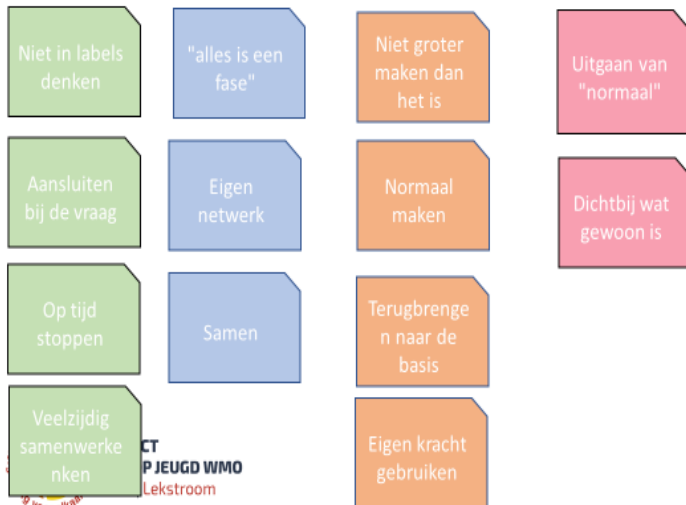 Niet in labels
denken
"alles is een
fase"
Niet groter
maken dan
het is
Uitgaan van
"normaal"
Aansluiten
bij de vraag
Eigen
netwerk
Normaal
maken
Dichtbij wat
gewoon is
Op tijd
stoppen
Samen
Terugbrenge
n naar de
basis
Veelzijdig
samenwerke
nken
Eigen kracht
gebruiken
CT
P JEUGD WMO
Lekstroom